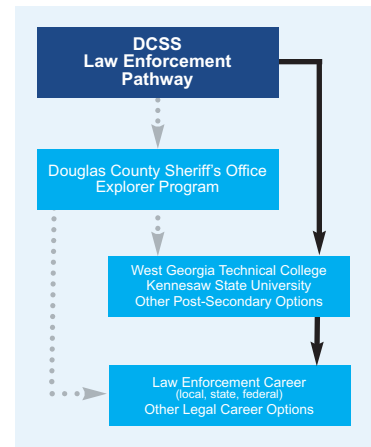 DCSS
Law Enforcement
Pathway
Douglas County Sheriff's Office
Explorer Program
West Georgia Technical College
Kennesaw State University
Other Post-Secondary Options
Law Enforcement Career
(local, state, federal)
Other Legal Career Options